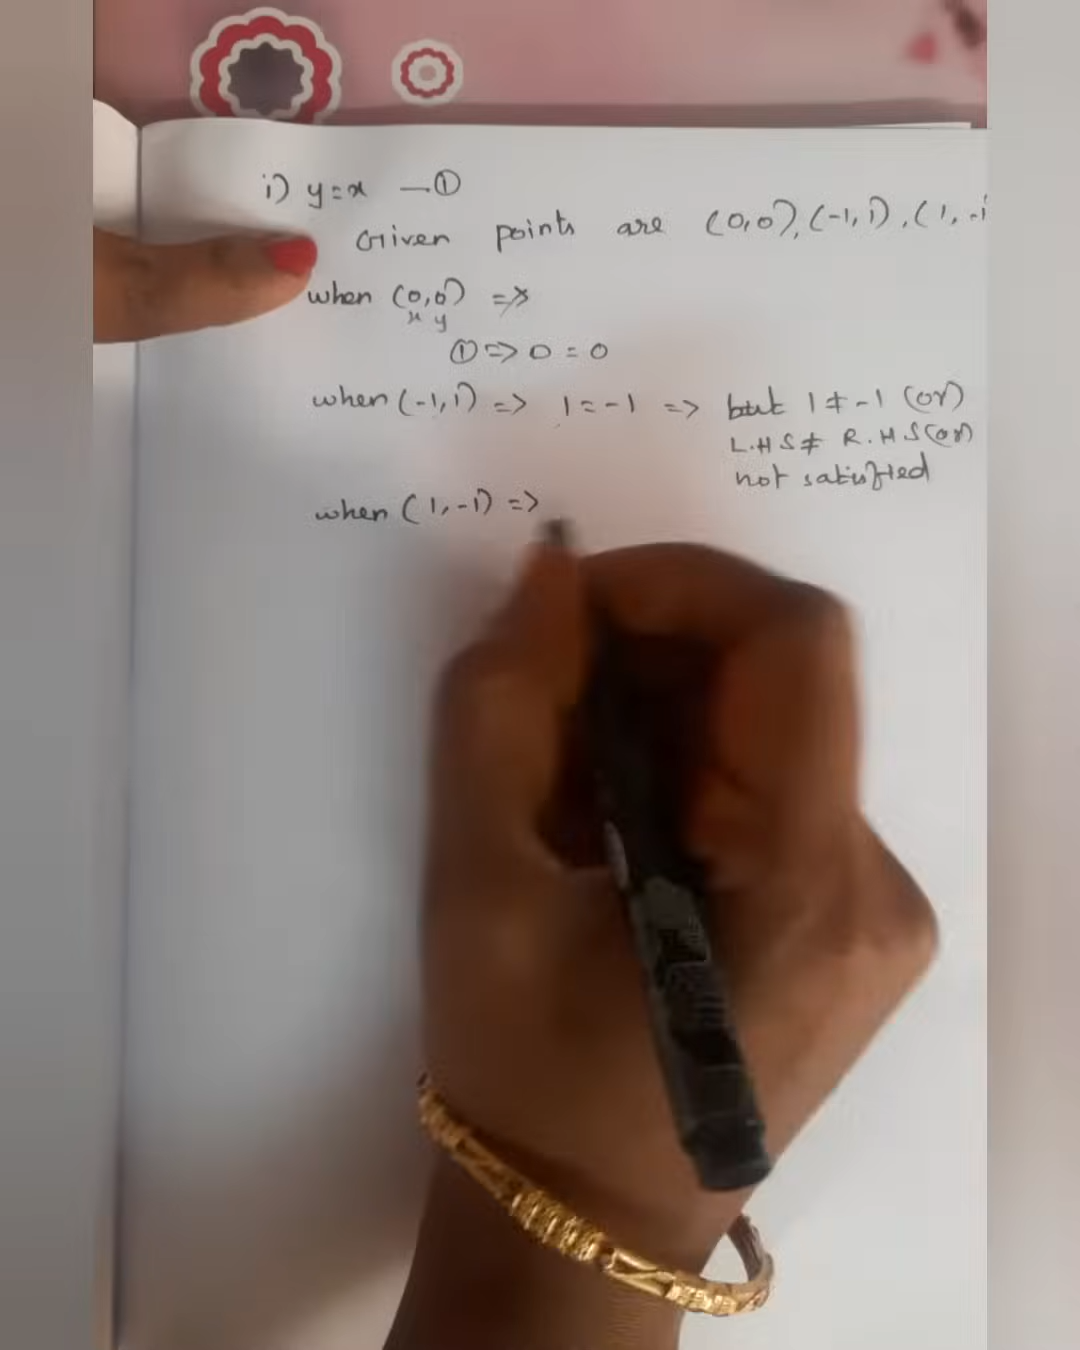 i) y=x —①
Given points are (0,0),(-1,1),(1,-1
when (0,0) =>
x y
①=> 0 = 0
when (-1,1) => 1 = -1 => but 1 ≠ -1 (or)
L.H S ≠ R.H S (or)
not satisfied
when (1,-1) =>